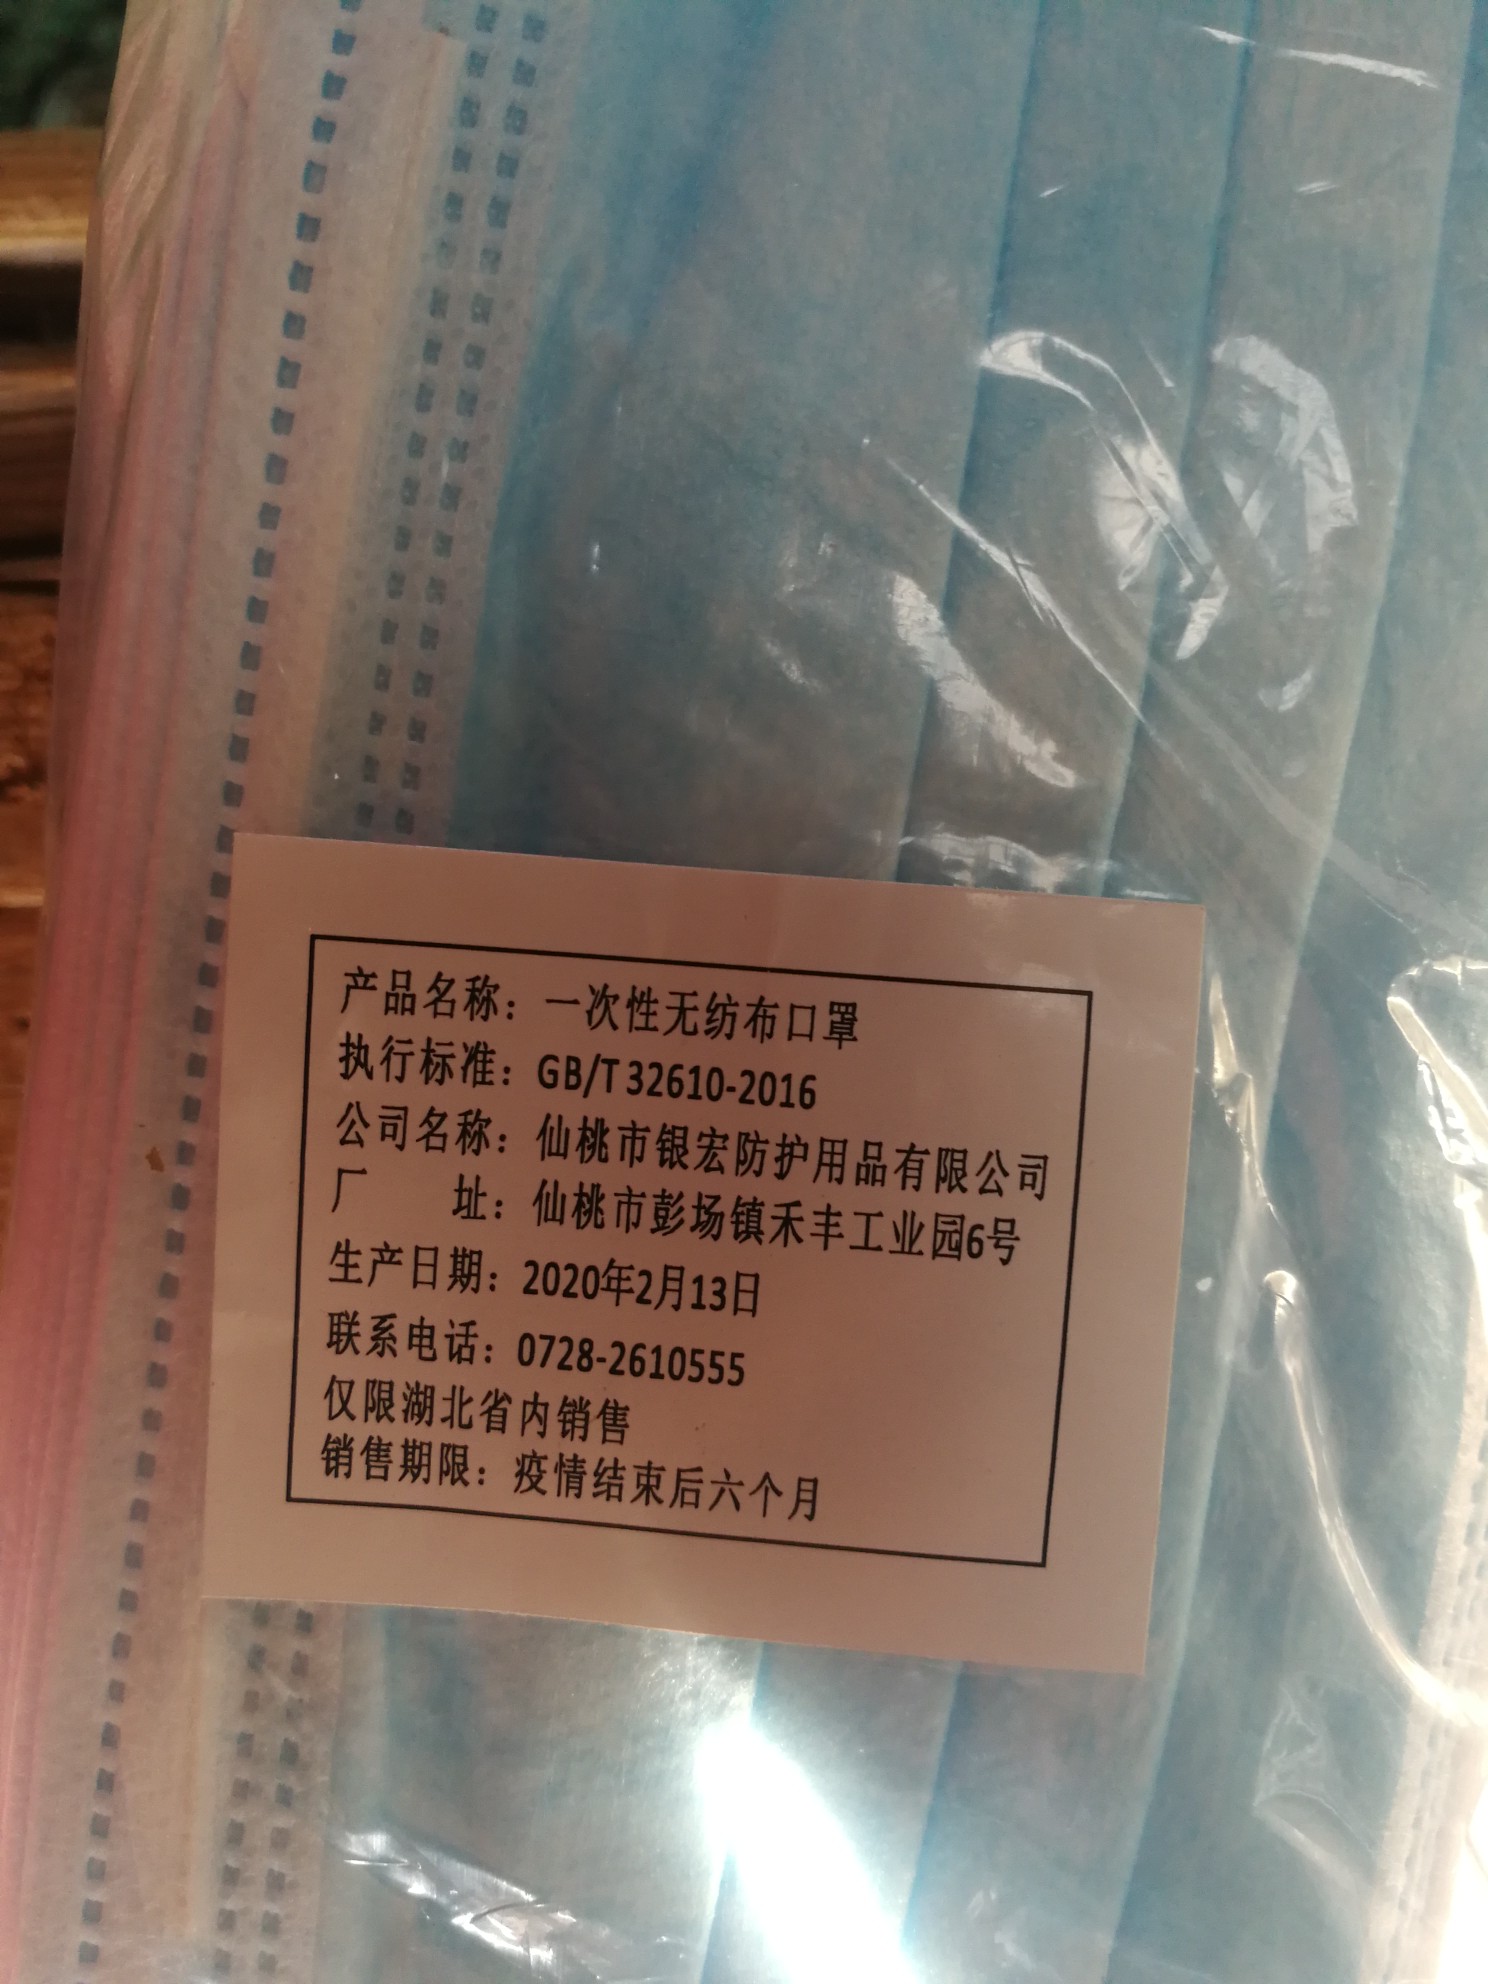 产品名称：一次性无纺布口罩
执行标准：GB/T 32610-2016
公司名称：仙桃市银宏防护用品有限公司
厂　　址：仙桃市彭场镇禾丰工业园6号
生产日期：2020年2月13日
联系电话：0728-2610555
仅限湖北省内销售
销售期限：疫情结束后六个月